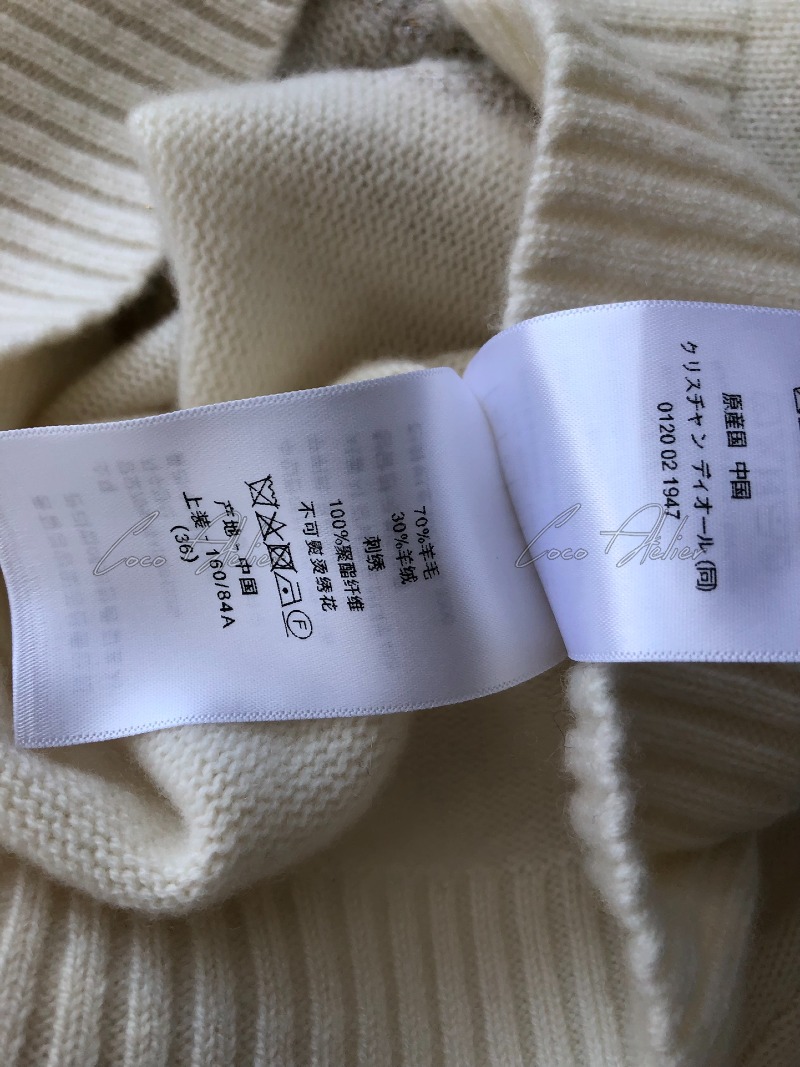 70%羊毛
30%羊绒
刺绣
100%聚酯纤维
不可熨烫绣花
F
产地：中国
上装：160/84A
(36)
原産国 中国
クリスチャン ディオール(同)
0120 02 1947
Coco Atelier
Coco Atelier